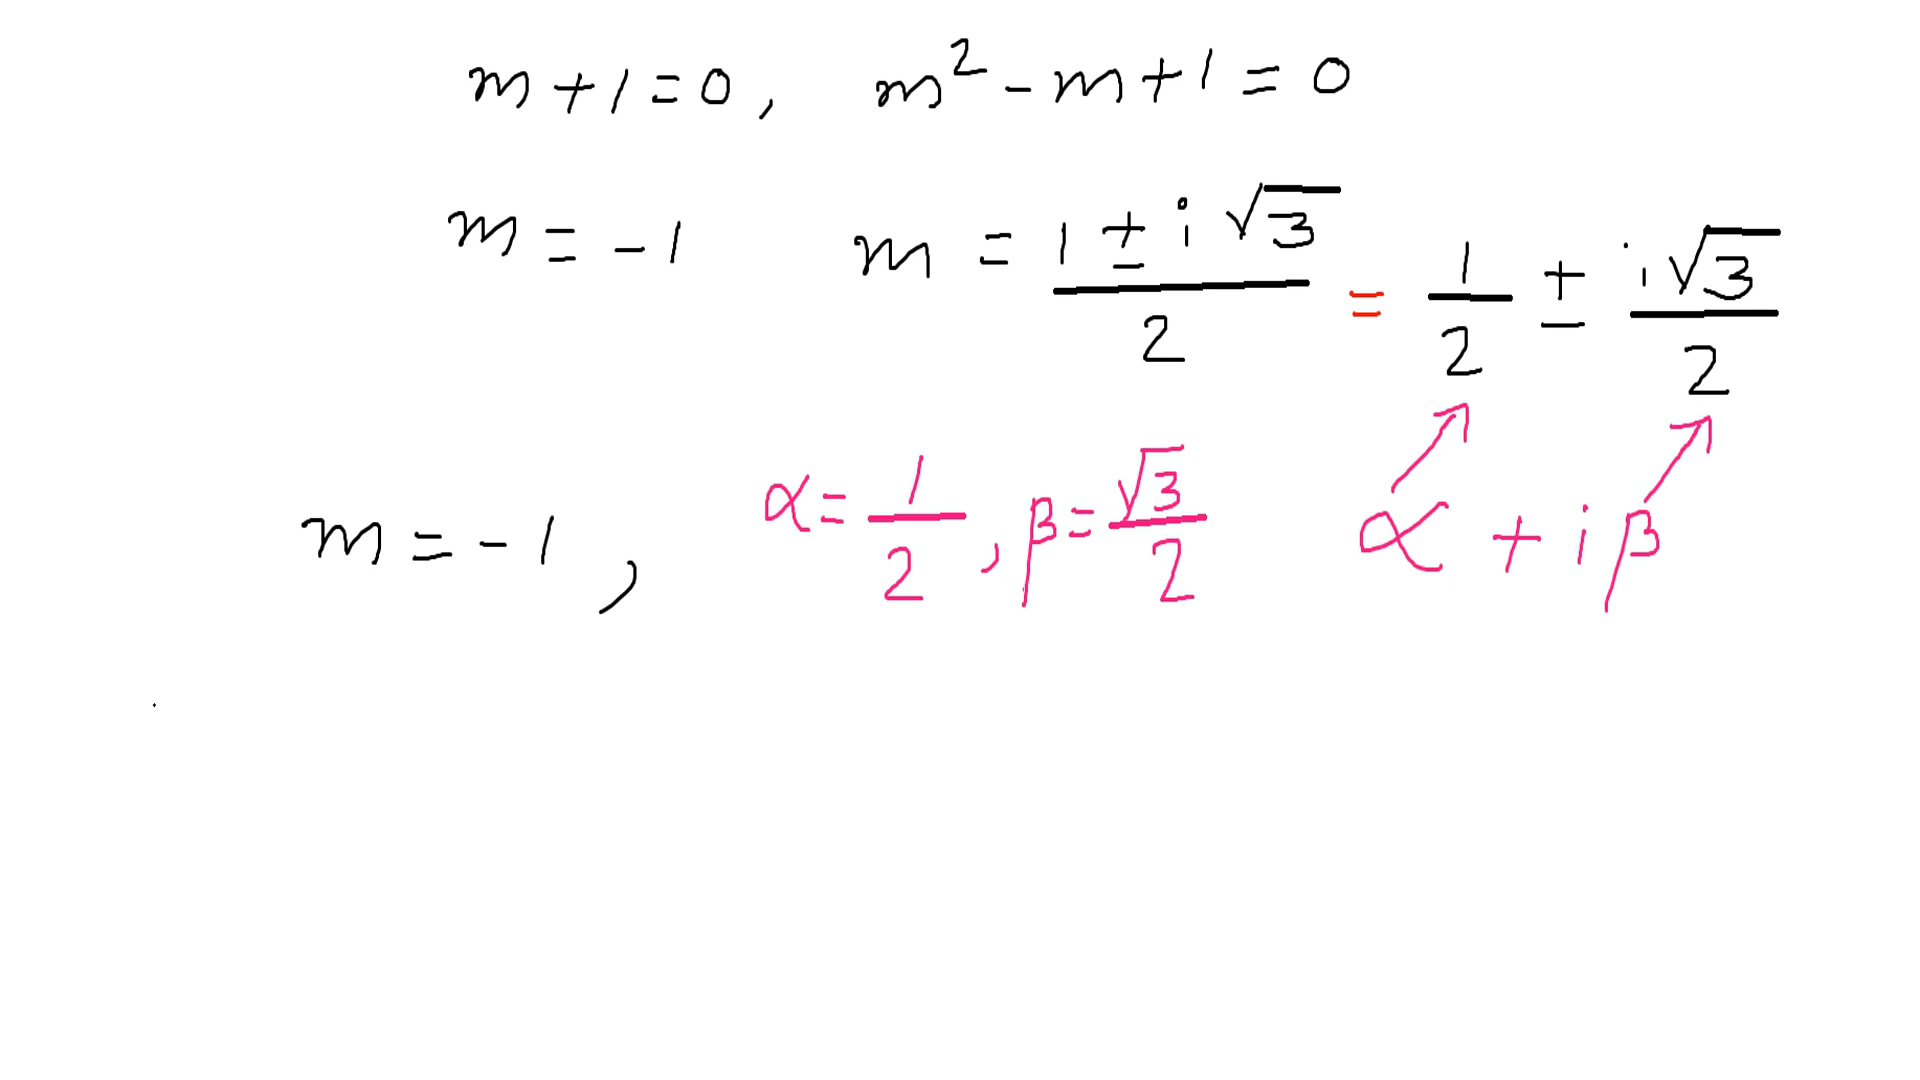 m+1=0, m²-m+1=0
m=-1 m=(1±i√3)/2 = 1/2 ± i√3/2
m=-1, α=1/2, β=√3/2 α+iβ